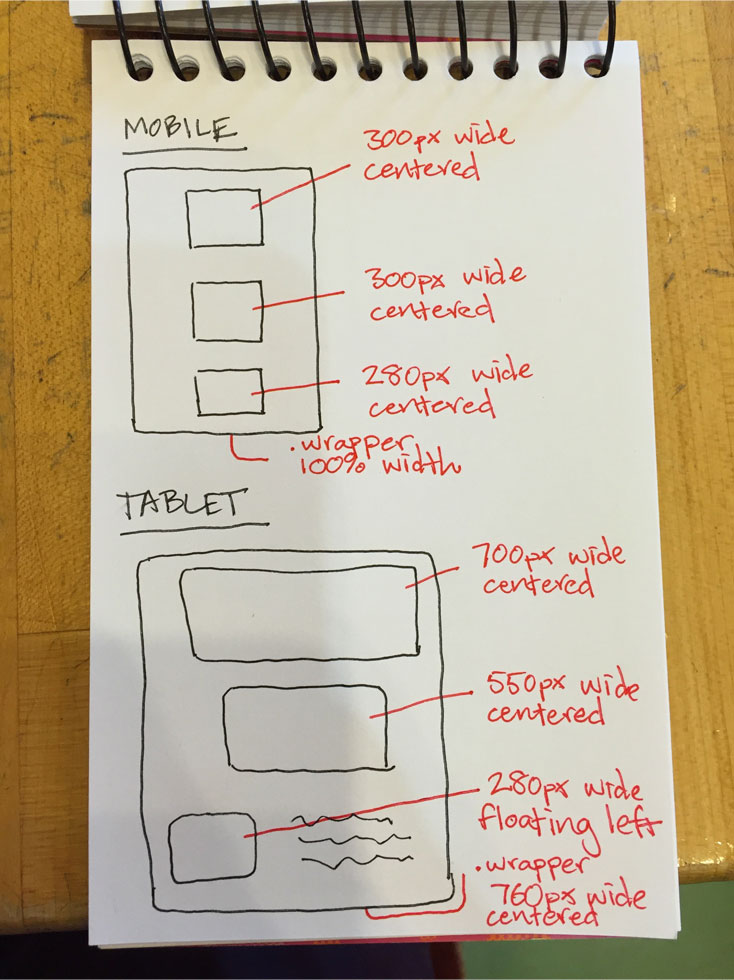 MOBILE
300px wide
centered
300px wide
centered
280px wide
centered
.wrapper
100% width
TABLET
700px wide
centered
550px wide
centered
280px wide
floating left
.wrapper
760px wide
centered